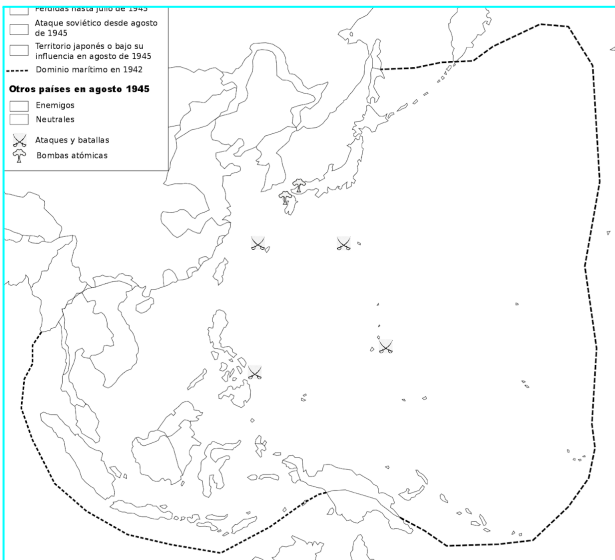 Pérdidas hasta julio de 1945
Ataque soviético desde agosto
de 1945
Territorio japonés o bajo su
influencia en agosto de 1945
Dominio marítimo en 1942
Otros países en agosto 1945
Enemigos
Neutrales
Ataques y batallas
Bombas atómicas